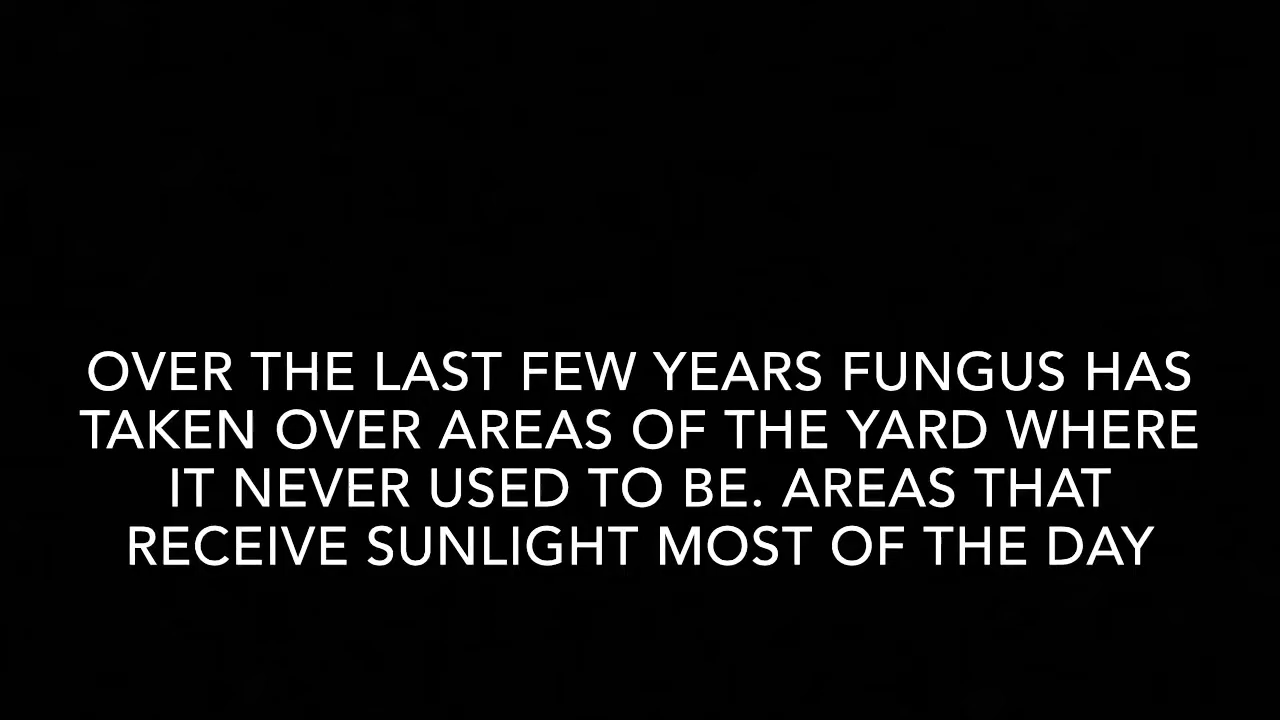 OVER THE LAST FEW YEARS FUNGUS HAS
TAKEN OVER AREAS OF THE YARD WHERE
IT NEVER USED TO BE. AREAS THAT
RECEIVE SUNLIGHT MOST OF THE DAY